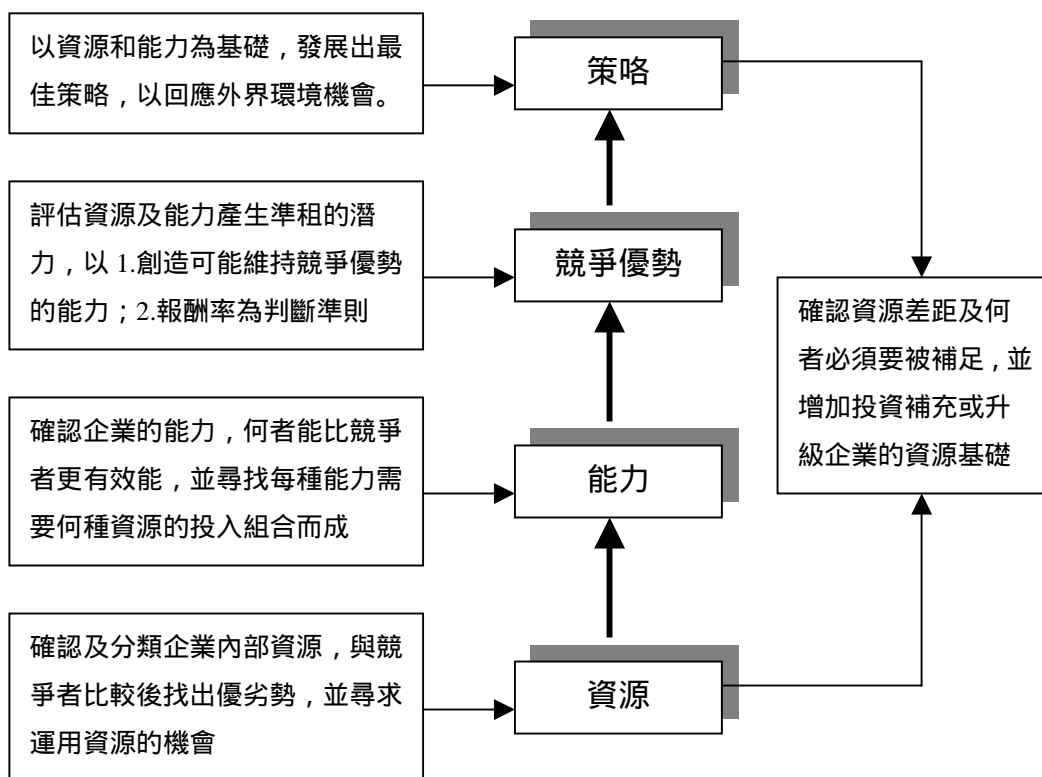 以資源和能力為基礎，發展出最
佳策略，以回應外界環境機會。
策咯
評估資源及能力產生準租的潛
力，以 1.創造可能維持競爭優勢
的能力；2.報酬率為判斷準則
競爭優勢
確認資源差距及何
者必須要被補足，並
增加投資補充或升
級企業的資源基礎
確認企業的能力，何者能比競爭
者更有效能，並尋找每種能力需
要何種資源的投入組合而成
能力
確認及分類企業內部資源，與競
爭者比較後找出優劣勢，並尋求
運用資源的機會
資源